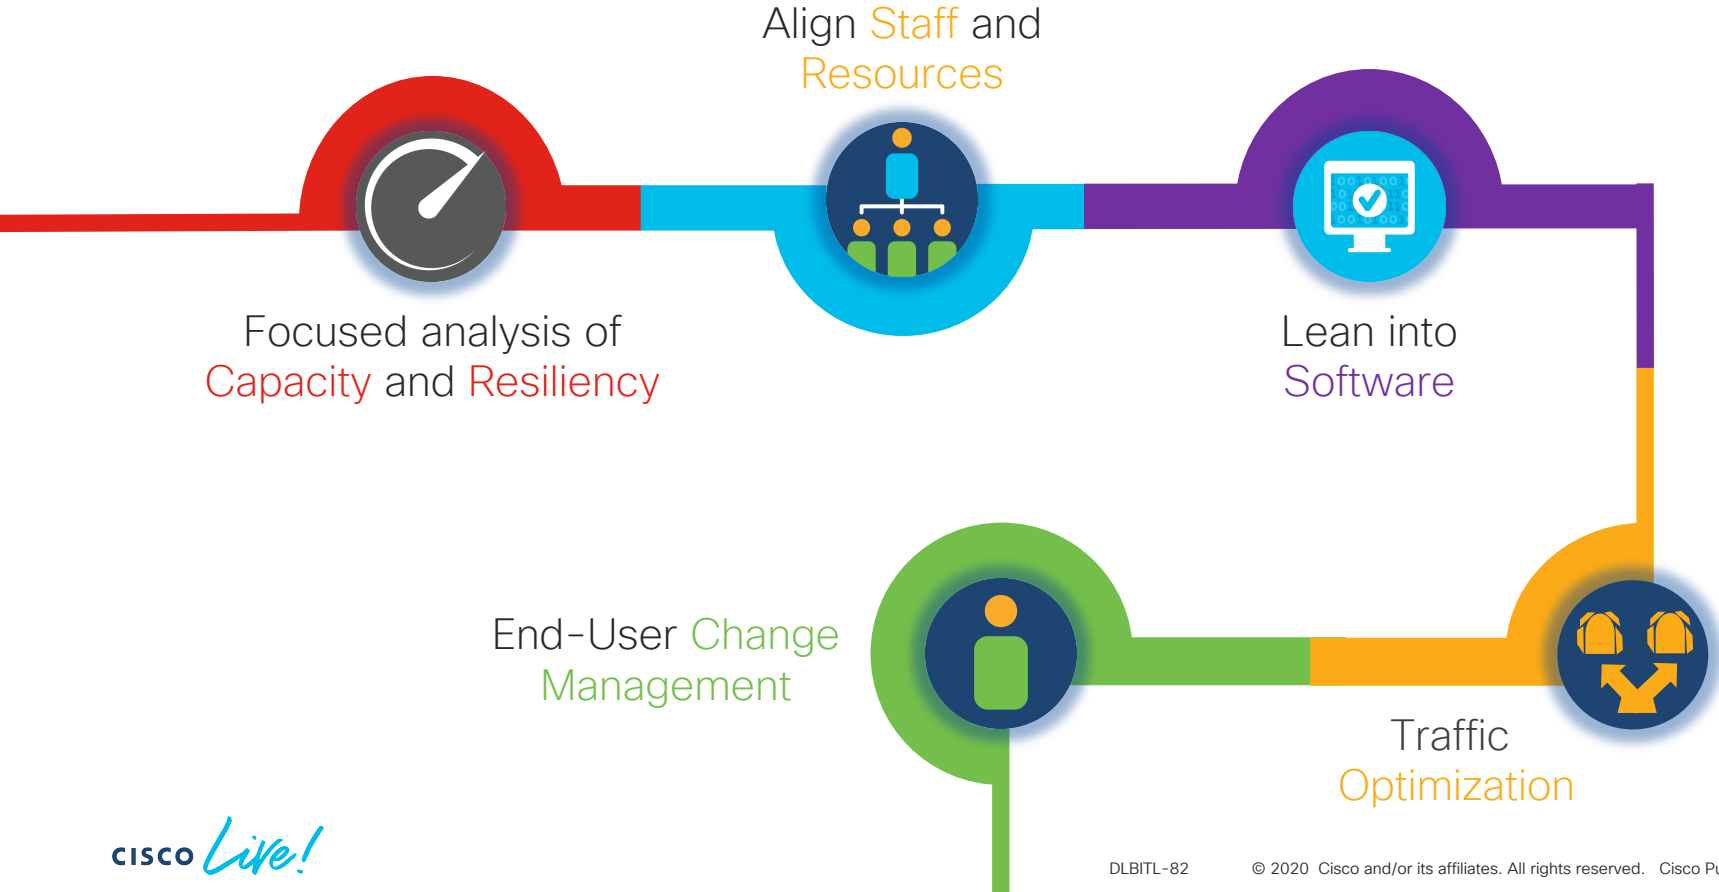 Align Staff and
Resources
Focused analysis of
Capacity and Resiliency
Lean into
Software
End-User Change
Management
Traffic
Optimization
CISCO Live!
DLBITL-82 © 2020 Cisco and/or its affiliates. All rights reserved. Cisco